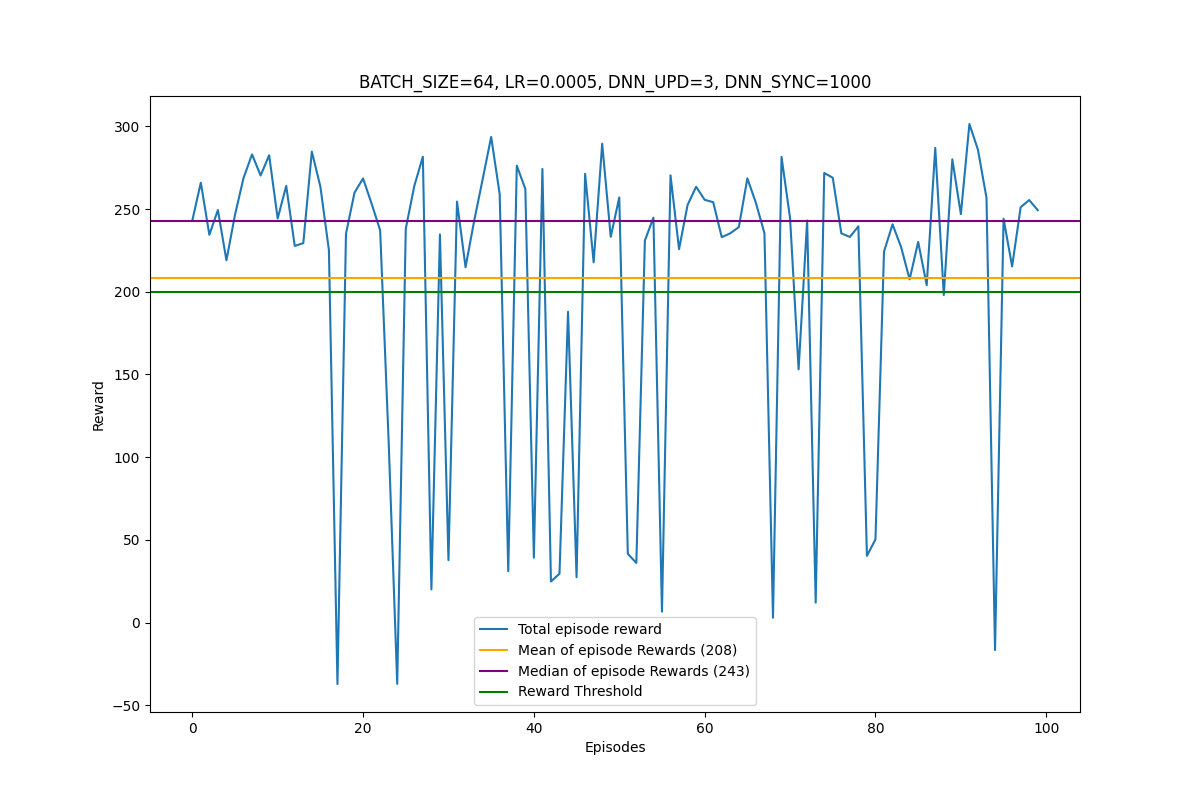 BATCH_SIZE=64, LR=0.0005, DNN_UPD=3, DNN_SYNC=1000
300
250
200
150
100
50
0
−50
Reward
Total episode reward
Mean of episode Rewards (208)
Median of episode Rewards (243)
Reward Threshold
0 20 40 60 80 100
Episodes